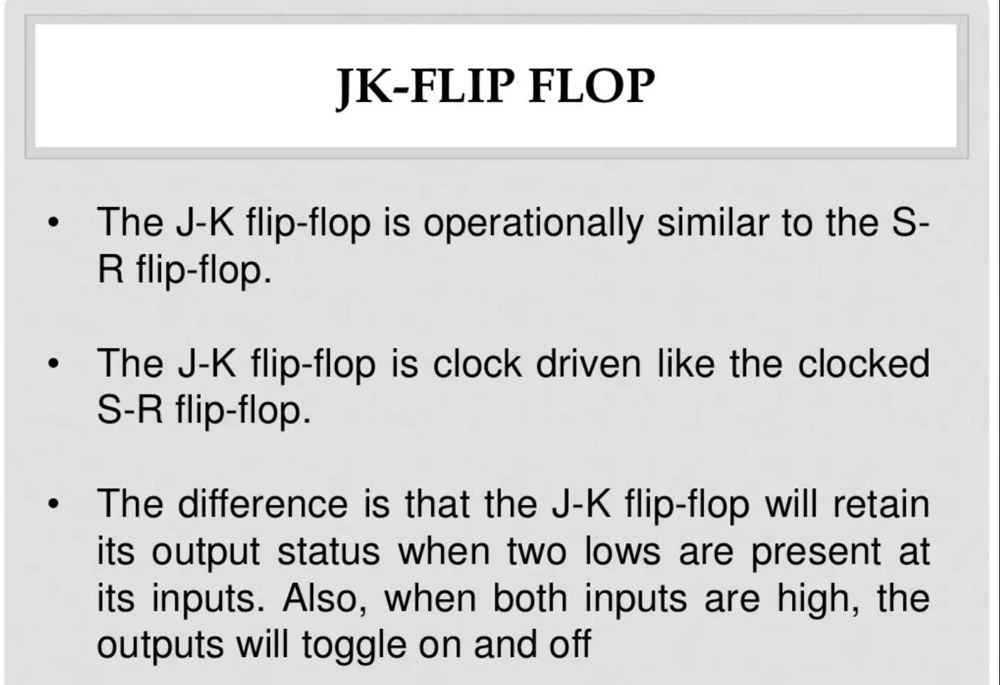 JK-FLIP FLOP
• The J-K flip-flop is operationally similar to the S-
R flip-flop.
• The J-K flip-flop is clock driven like the clocked
S-R flip-flop.
• The difference is that the J-K flip-flop will retain
its output status when two lows are present at
its inputs. Also, when both inputs are high, the
outputs will toggle on and off